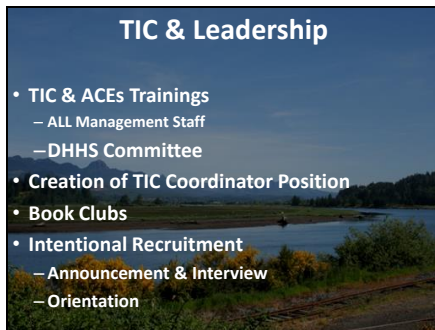 TIC & Leadership
• TIC & ACEs Trainings
– ALL Management Staff
–DHHS Committee
• Creation of TIC Coordinator Position
• Book Clubs
• Intentional Recruitment
–Announcement & Interview
–Orientation